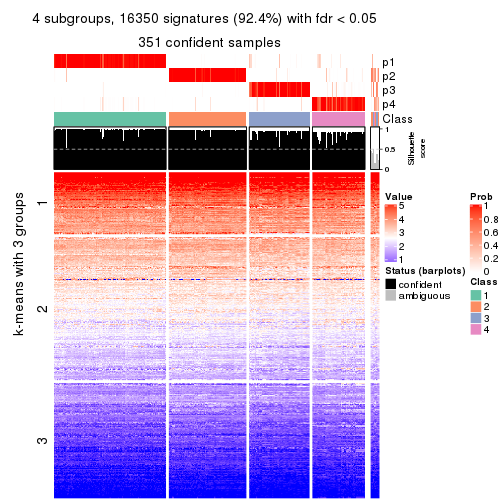 4 subgroups, 16350 signatures (92.4%) with fdr < 0.05
351 confident samples
p1
p2
p3
p4
Class
1
0.5
0
Silhouette
score
k-means with 3 groups
1
2
3
Value
5
4
3
2
1
Prob
1
0.8
0.6
0.4
0.2
0
Status (barplots)
confident
ambiguous
Class
1
2
3
4